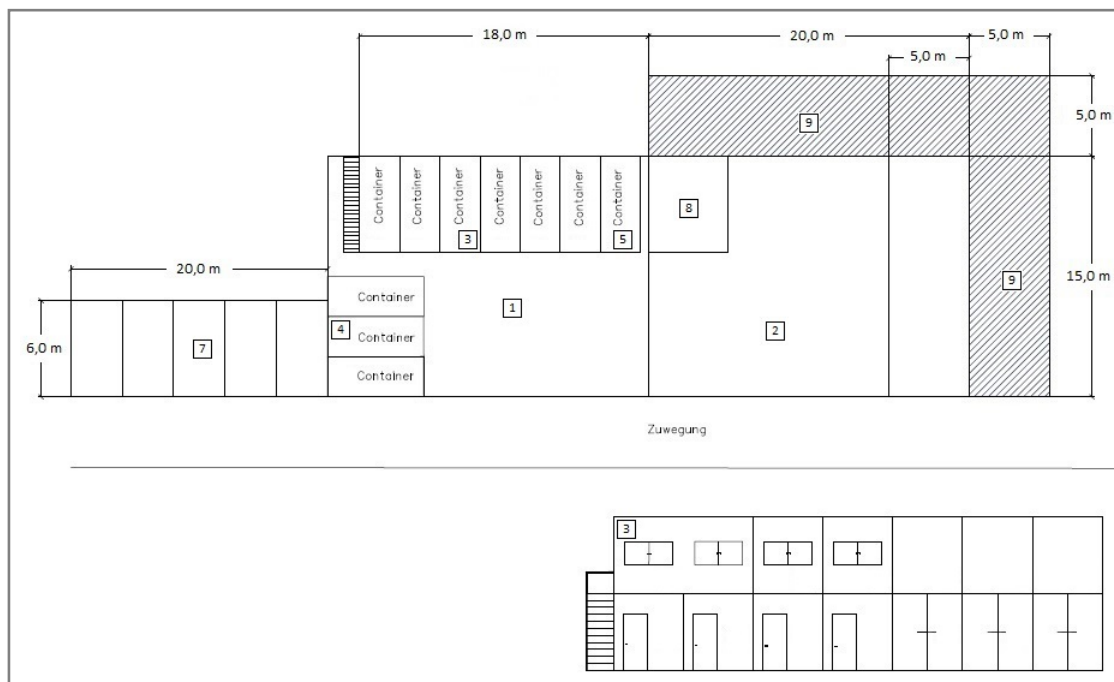 18,0 m
20,0 m
5,0 m
5,0 m
5,0 m
9
Container
Container
Container
Container
Container
Container
Container
3
5
8
20,0 m
Container
1
9
15,0 m
4
Container
2
6,0 m
7
Container
Zuwegung
3